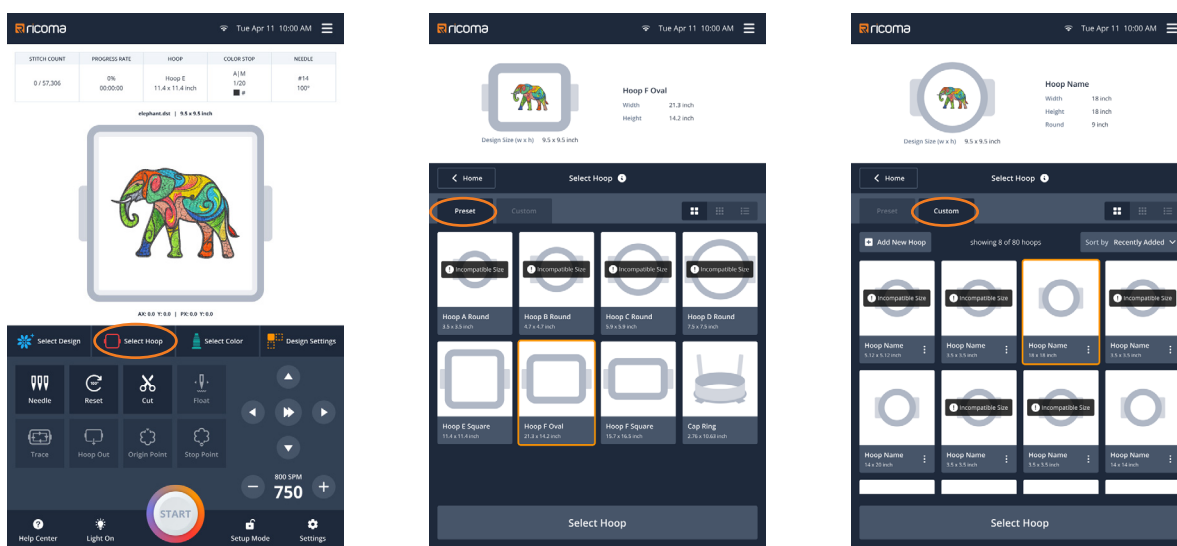 ricoma
Tue Apr 11 10:00 AM
STITCH COUNT PROGRESS RATE HOOP COLOR STOP NEEDLE
0 / 57,306
0%
00:00:00
Hoop E
11.4 x 11.4 inch
A|M
1/20
#
#14
100°
elephant.dst | 9.5 x 9.5 inch
AX: 0.0 Y: 0.0 | PX: 0.0 Y: 0.0
Select Design Select Hoop Select Color Design Settings
Needle
100°
Reset Cut Float
Trace Hoop Out Origin Point Stop Point
800 SPM
− 750 +
START
Help Center Light On Setup Mode Settings
ricoma
Tue Apr 11 10:00 AM
Hoop F Oval
Width 21.3 inch
Height 14.2 inch
Design Size (w x h) 9.5 x 9.5 inch
Home Select Hoop
Preset Custom
Incompatible Size Incompatible Size Incompatible Size Incompatible Size
Hoop A Round Hoop B Round Hoop C Round Hoop D Round
3.5 x 3.5 inch 4.7 x 4.7 inch 5.9 x 5.9 inch 7.5 x 7.5 inch
Hoop E Square Hoop F Oval Hoop F Square Cap Ring
11.4 x 11.4 inch 21.3 x 14.2 inch 15.7 x 16.5 inch 2.76 x 10.63 inch
Select Hoop
ricoma
Tue Apr 11 10:00 AM
Hoop Name
Width 18 inch
Height 18 inch
Round 9 inch
Design Size (w x h) 9.5 x 9.5 inch
Home Select Hoop
Preset Custom
Add New Hoop showing 8 of 80 hoops Sort by Recently Added
Incompatible Size Incompatible Size Incompatible Size
Hoop Name Hoop Name Hoop Name Hoop Name
5.12 x 5.12 inch 3.5 x 3.5 inch 18 x 18 inch 3.5 x 3.5 inch
Incompatible Size Incompatible Size
Hoop Name Hoop Name Hoop Name Hoop Name
14 x 20 inch 3.5 x 3.5 inch 3.5 x 3.5 inch 14 x 14 inch
Select Hoop